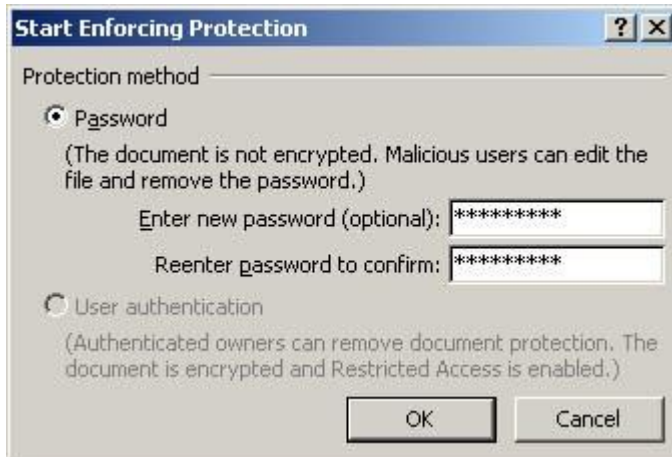 Start Enforcing Protection
Protection method
Password
(The document is not encrypted. Malicious users can edit the
file and remove the password.)
Enter new password (optional): *********
Reenter password to confirm: *********
User authentication
(Authenticated owners can remove document protection. The
document is encrypted and Restricted Access is enabled.)
OK Cancel